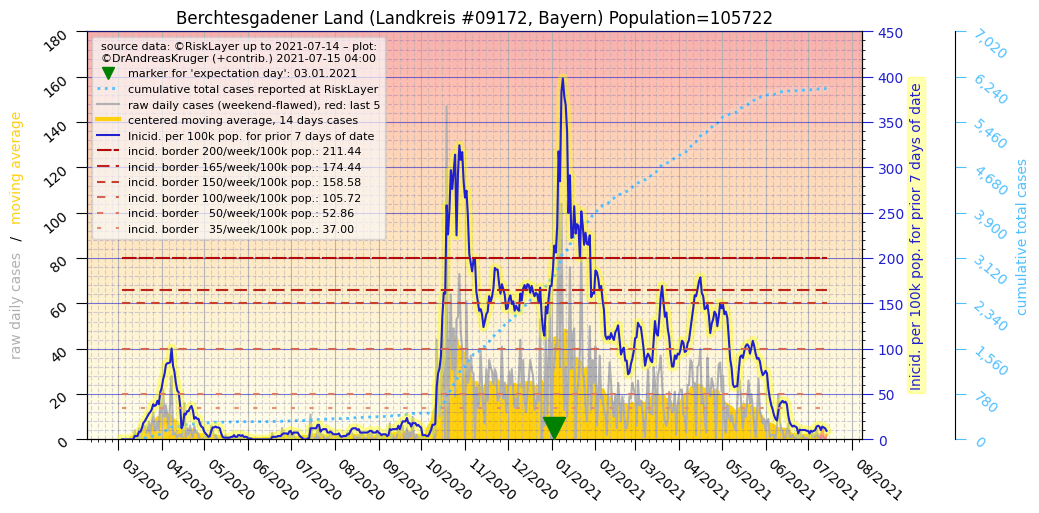 Berchtesgadener Land (Landkreis #09172, Bayern) Population=105722
source data: ©RiskLayer up to 2021-07-14 – plot:
©DrAndreasKruger (+contrib.) 2021-07-15 04:00
marker for 'expectation day': 03.01.2021
cumulative total cases reported at RiskLayer
raw daily cases (weekend-flawed), red: last 5
centered moving average, 14 days cases
Inicid. per 100k pop. for prior 7 days of date
incid. border 200/week/100k pop.: 211.44
incid. border 165/week/100k pop.: 174.44
incid. border 150/week/100k pop.: 158.58
incid. border 100/week/100k pop.: 105.72
incid. border   50/week/100k pop.: 52.86
incid. border   35/week/100k pop.: 37.00
raw daily cases / moving average
180
160
140
120
100
80
60
40
20
0
450
400
350
300
250
200
150
100
50
0
Inicid. per 100k pop. for prior 7 days of date
7,020
6,240
5,460
4,680
3,900
3,120
2,340
1,560
780
0
cumulative total cases
03/2020
04/2020
05/2020
06/2020
07/2020
08/2020
09/2020
10/2020
11/2020
12/2020
01/2021
02/2021
03/2021
04/2021
05/2021
06/2021
07/2021
08/2021